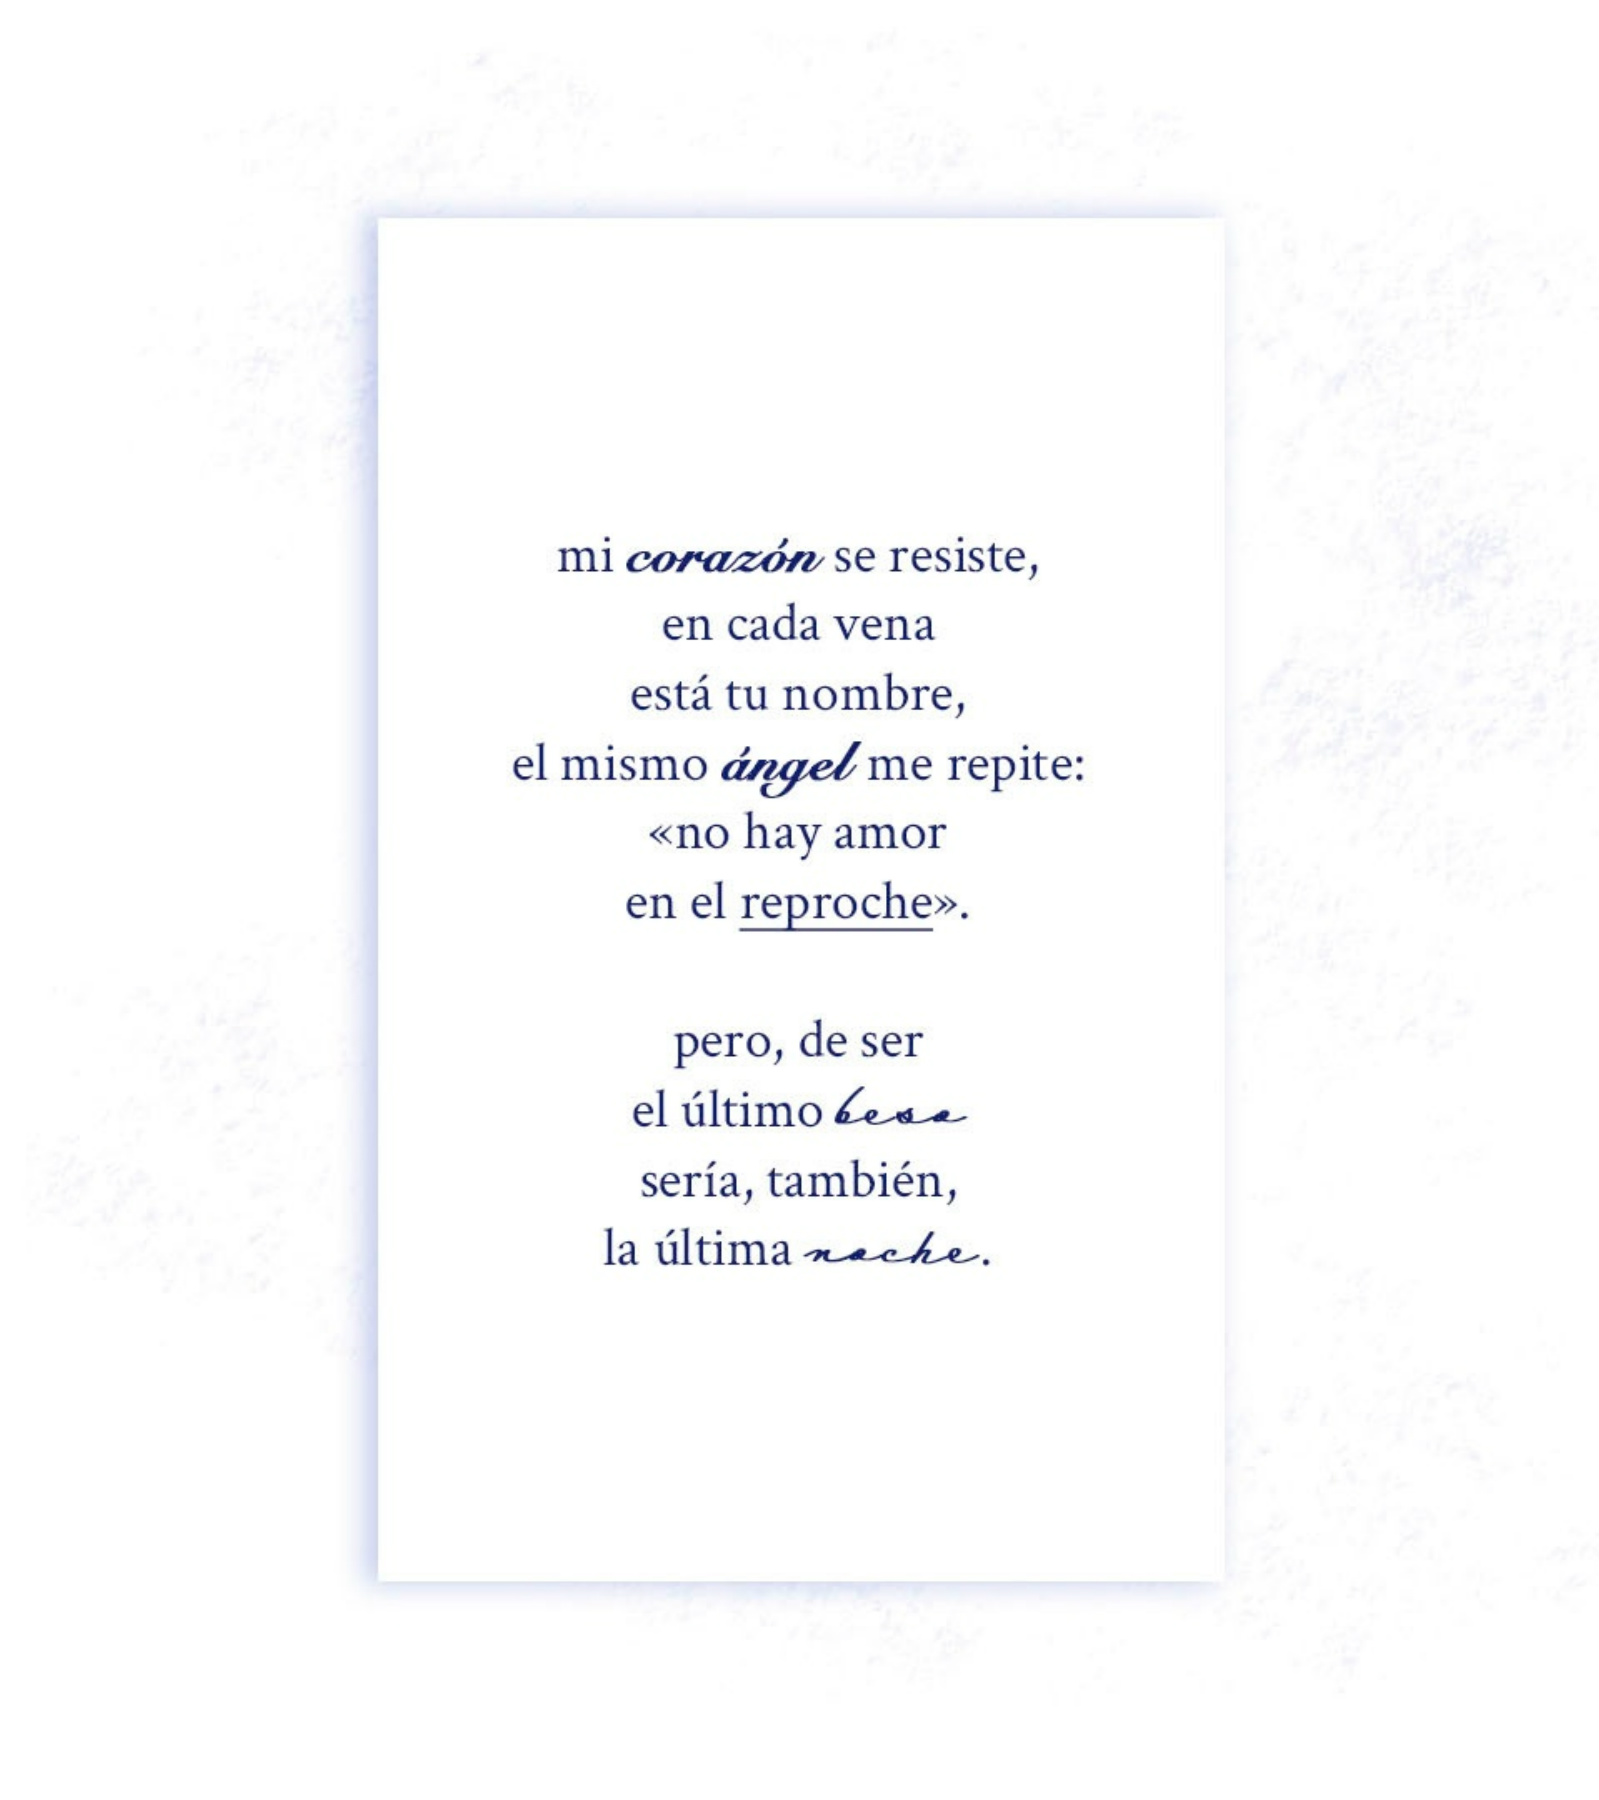 mi corazón se resiste,
en cada vena
está tu nombre,
el mismo ángel me repite:
«no hay amor
en el reproche».
pero, de ser
el último beso
sería, también,
la última noche.